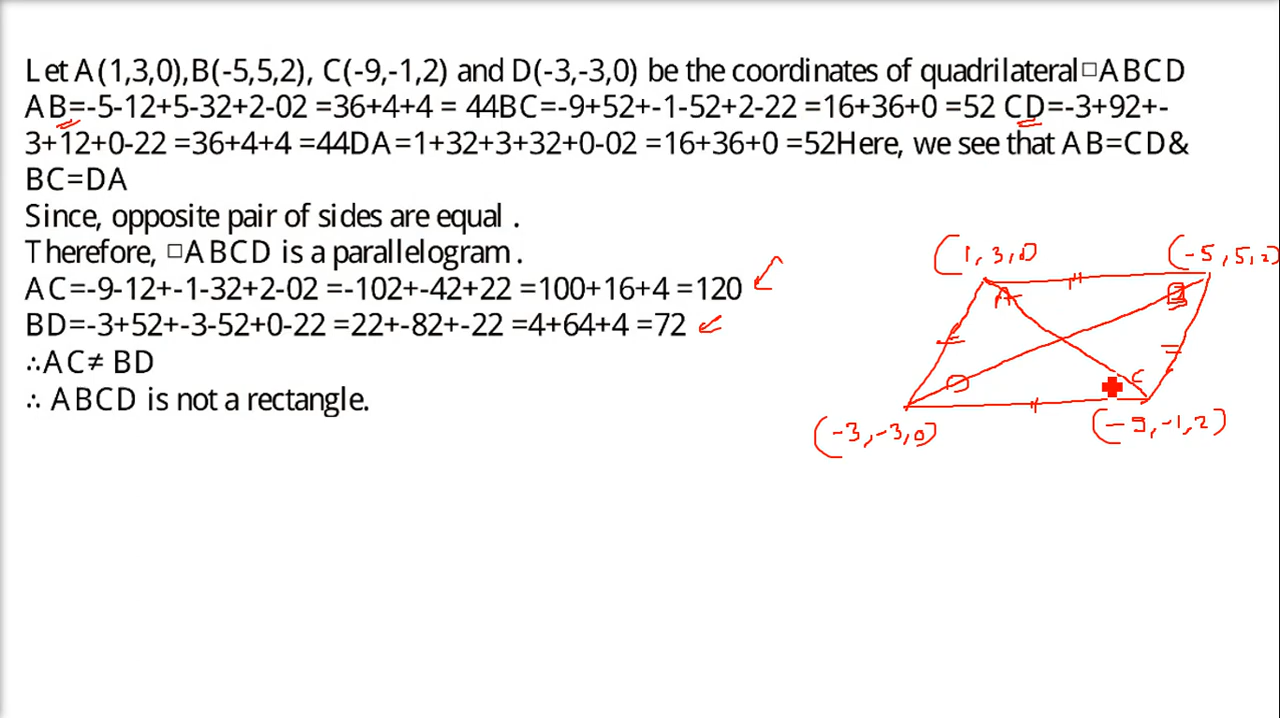 Let A(1,3,0),B(-5,5,2), C(-9,-1,2) and D(-3,-3,0) be the coordinates of quadrilateral□ABCD
AB=-5-12+5-32+2-02 =36+4+4 = 44BC=-9+52+-1-52+2-22 =16+36+0 =52 CD=-3+92+-
3+12+0-22 =36+4+4 =44DA=1+32+3+32+0-02 =16+36+0 =52Here, we see that AB=CD&
BC=DA
Since, opposite pair of sides are equal .
Therefore, □ABCD is a parallelogram.
AC=-9-12+-1-32+2-02 =-102+-42+22 =100+16+4 =120
BD=-3+52+-3-52+0-22 =22+-82+-22 =4+64+4 =72
∴AC≠ BD
∴ ABCD is not a rectangle.
(1,3,0)
(-5,5,2)
A
B
D
C
(-3,-3,0)
(-9,-1,2)